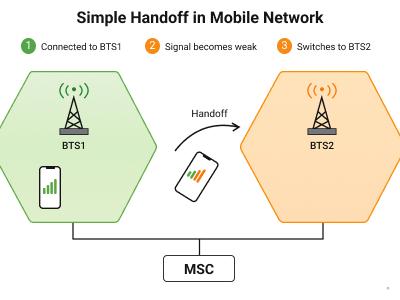 Simple Handoff in Mobile Network
1 Connected to BTS1
2 Signal becomes weak
3 Switches to BTS2
Handoff
BTS1
BTS2
MSC